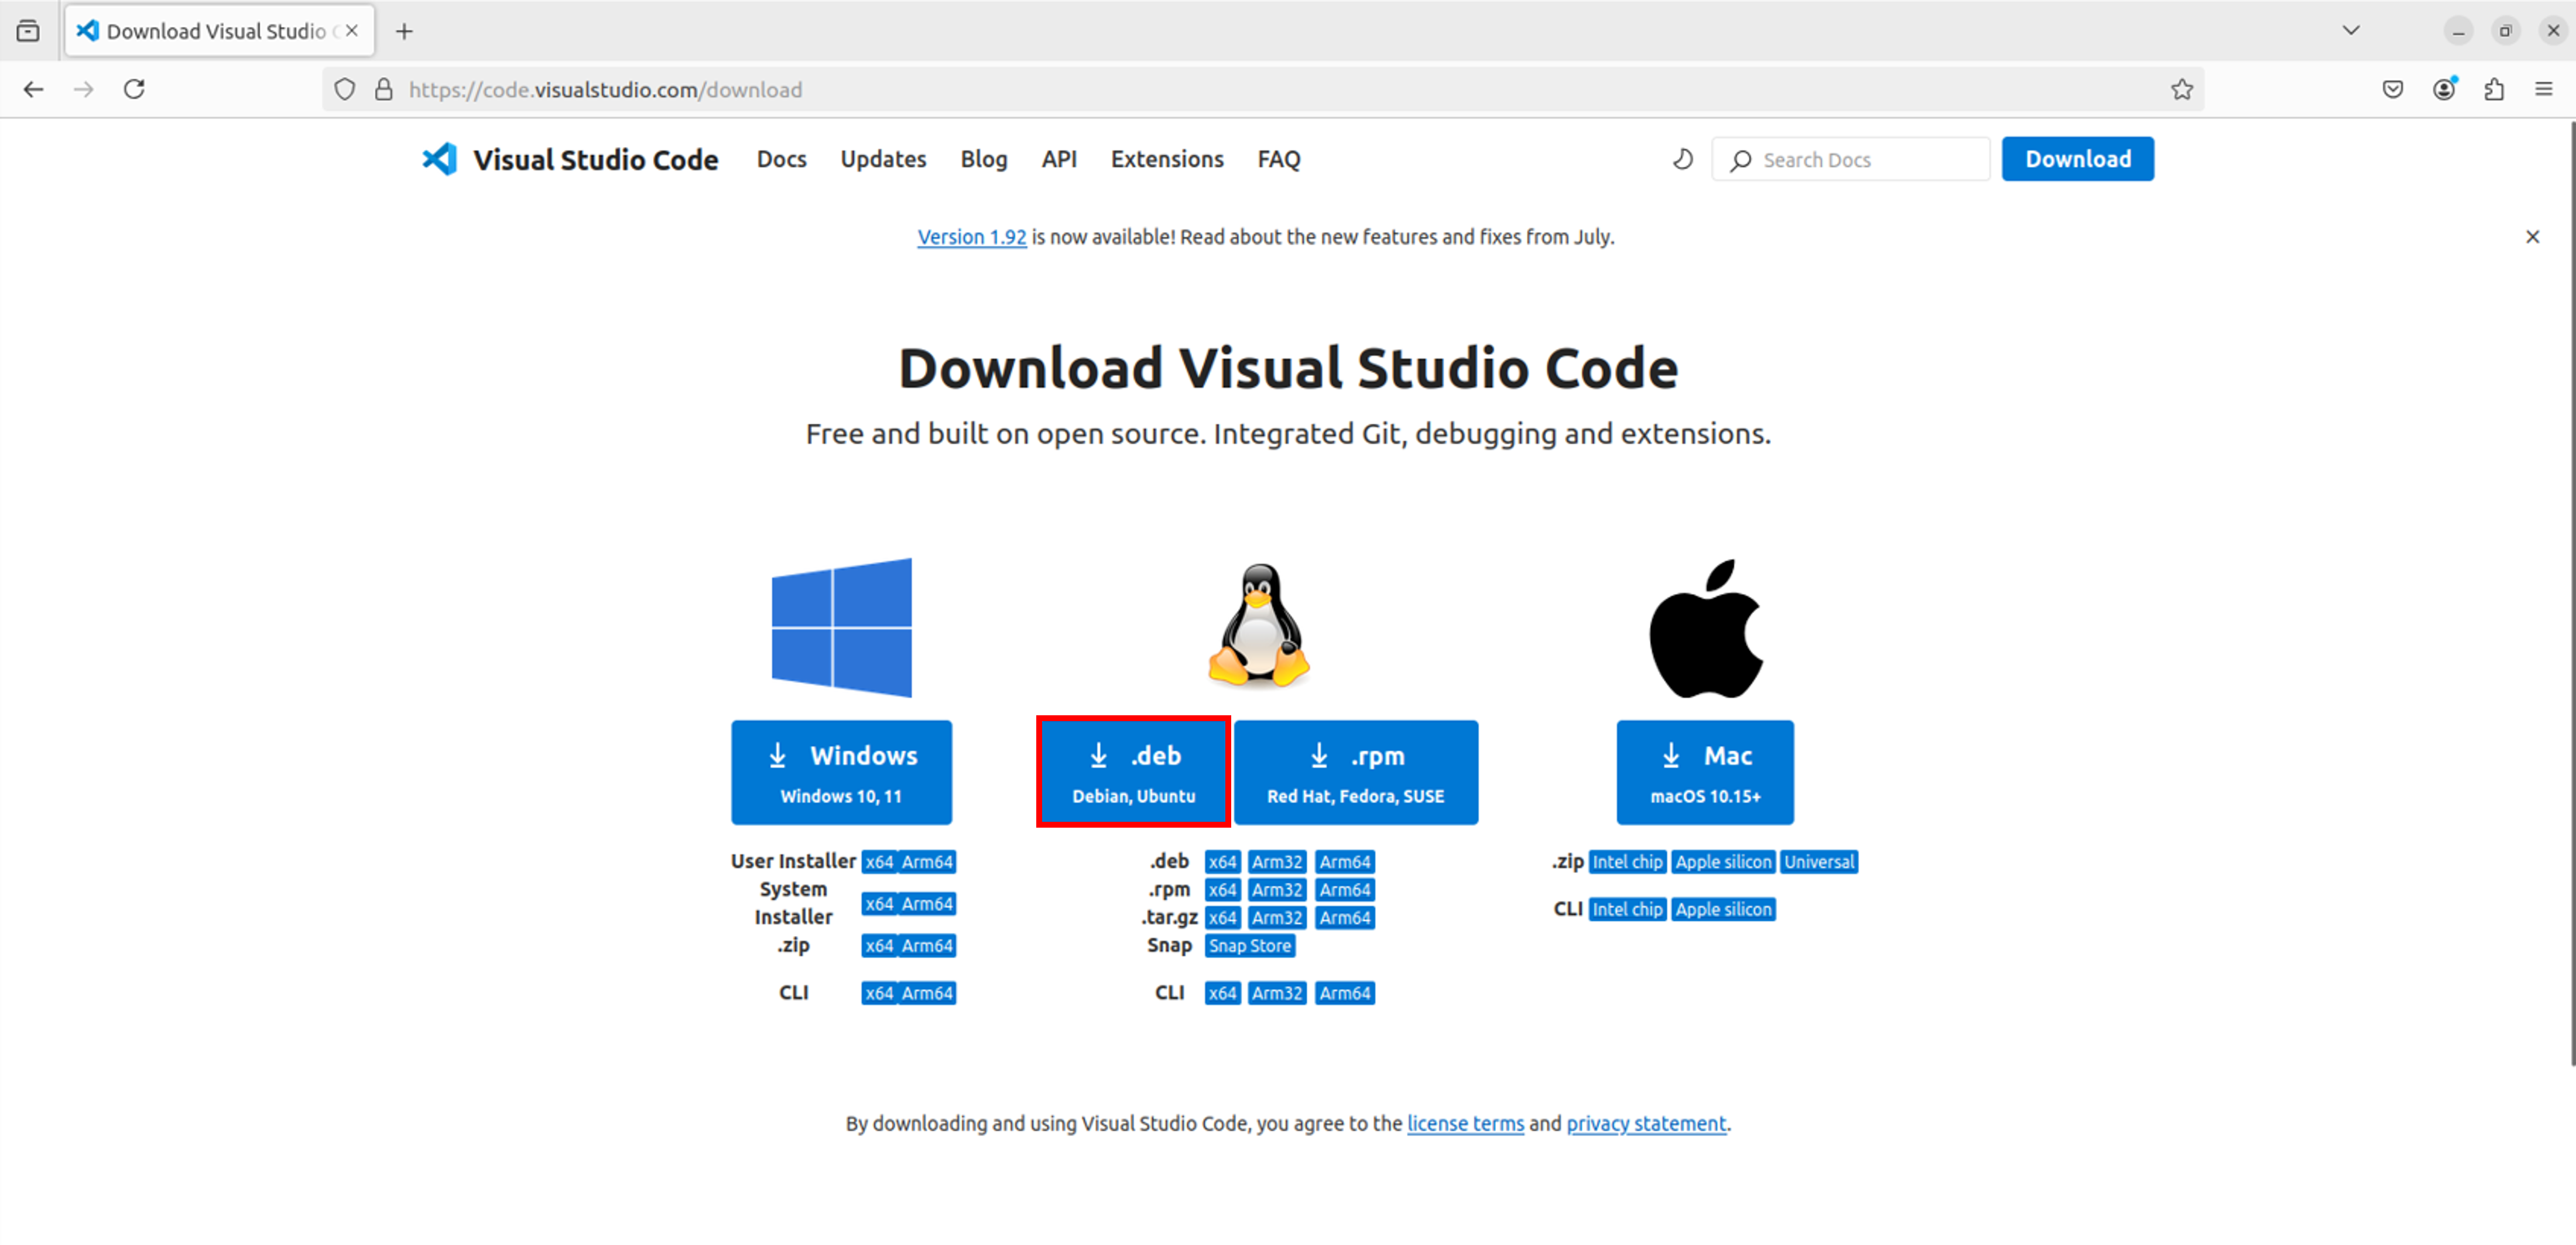 Download Visual Studio C
https://code.visualstudio.com/download
Visual Studio Code Docs Updates Blog API Extensions FAQ Search Docs Download
Version 1.92 is now available! Read about the new features and fixes from July.
Download Visual Studio Code
Free and built on open source. Integrated Git, debugging and extensions.
Windows
Windows 10, 11
User Installer x64 Arm64
System
Installer x64 Arm64
.zip x64 Arm64
CLI x64 Arm64
.deb
Debian, Ubuntu
.rpm
Red Hat, Fedora, SUSE
.deb x64 Arm32 Arm64
.rpm x64 Arm32 Arm64
.tar.gz x64 Arm32 Arm64
Snap Snap Store
CLI x64 Arm32 Arm64
Mac
macOS 10.15+
.zip Intel chip Apple silicon Universal
CLI Intel chip Apple silicon
By downloading and using Visual Studio Code, you agree to the license terms and privacy statement.